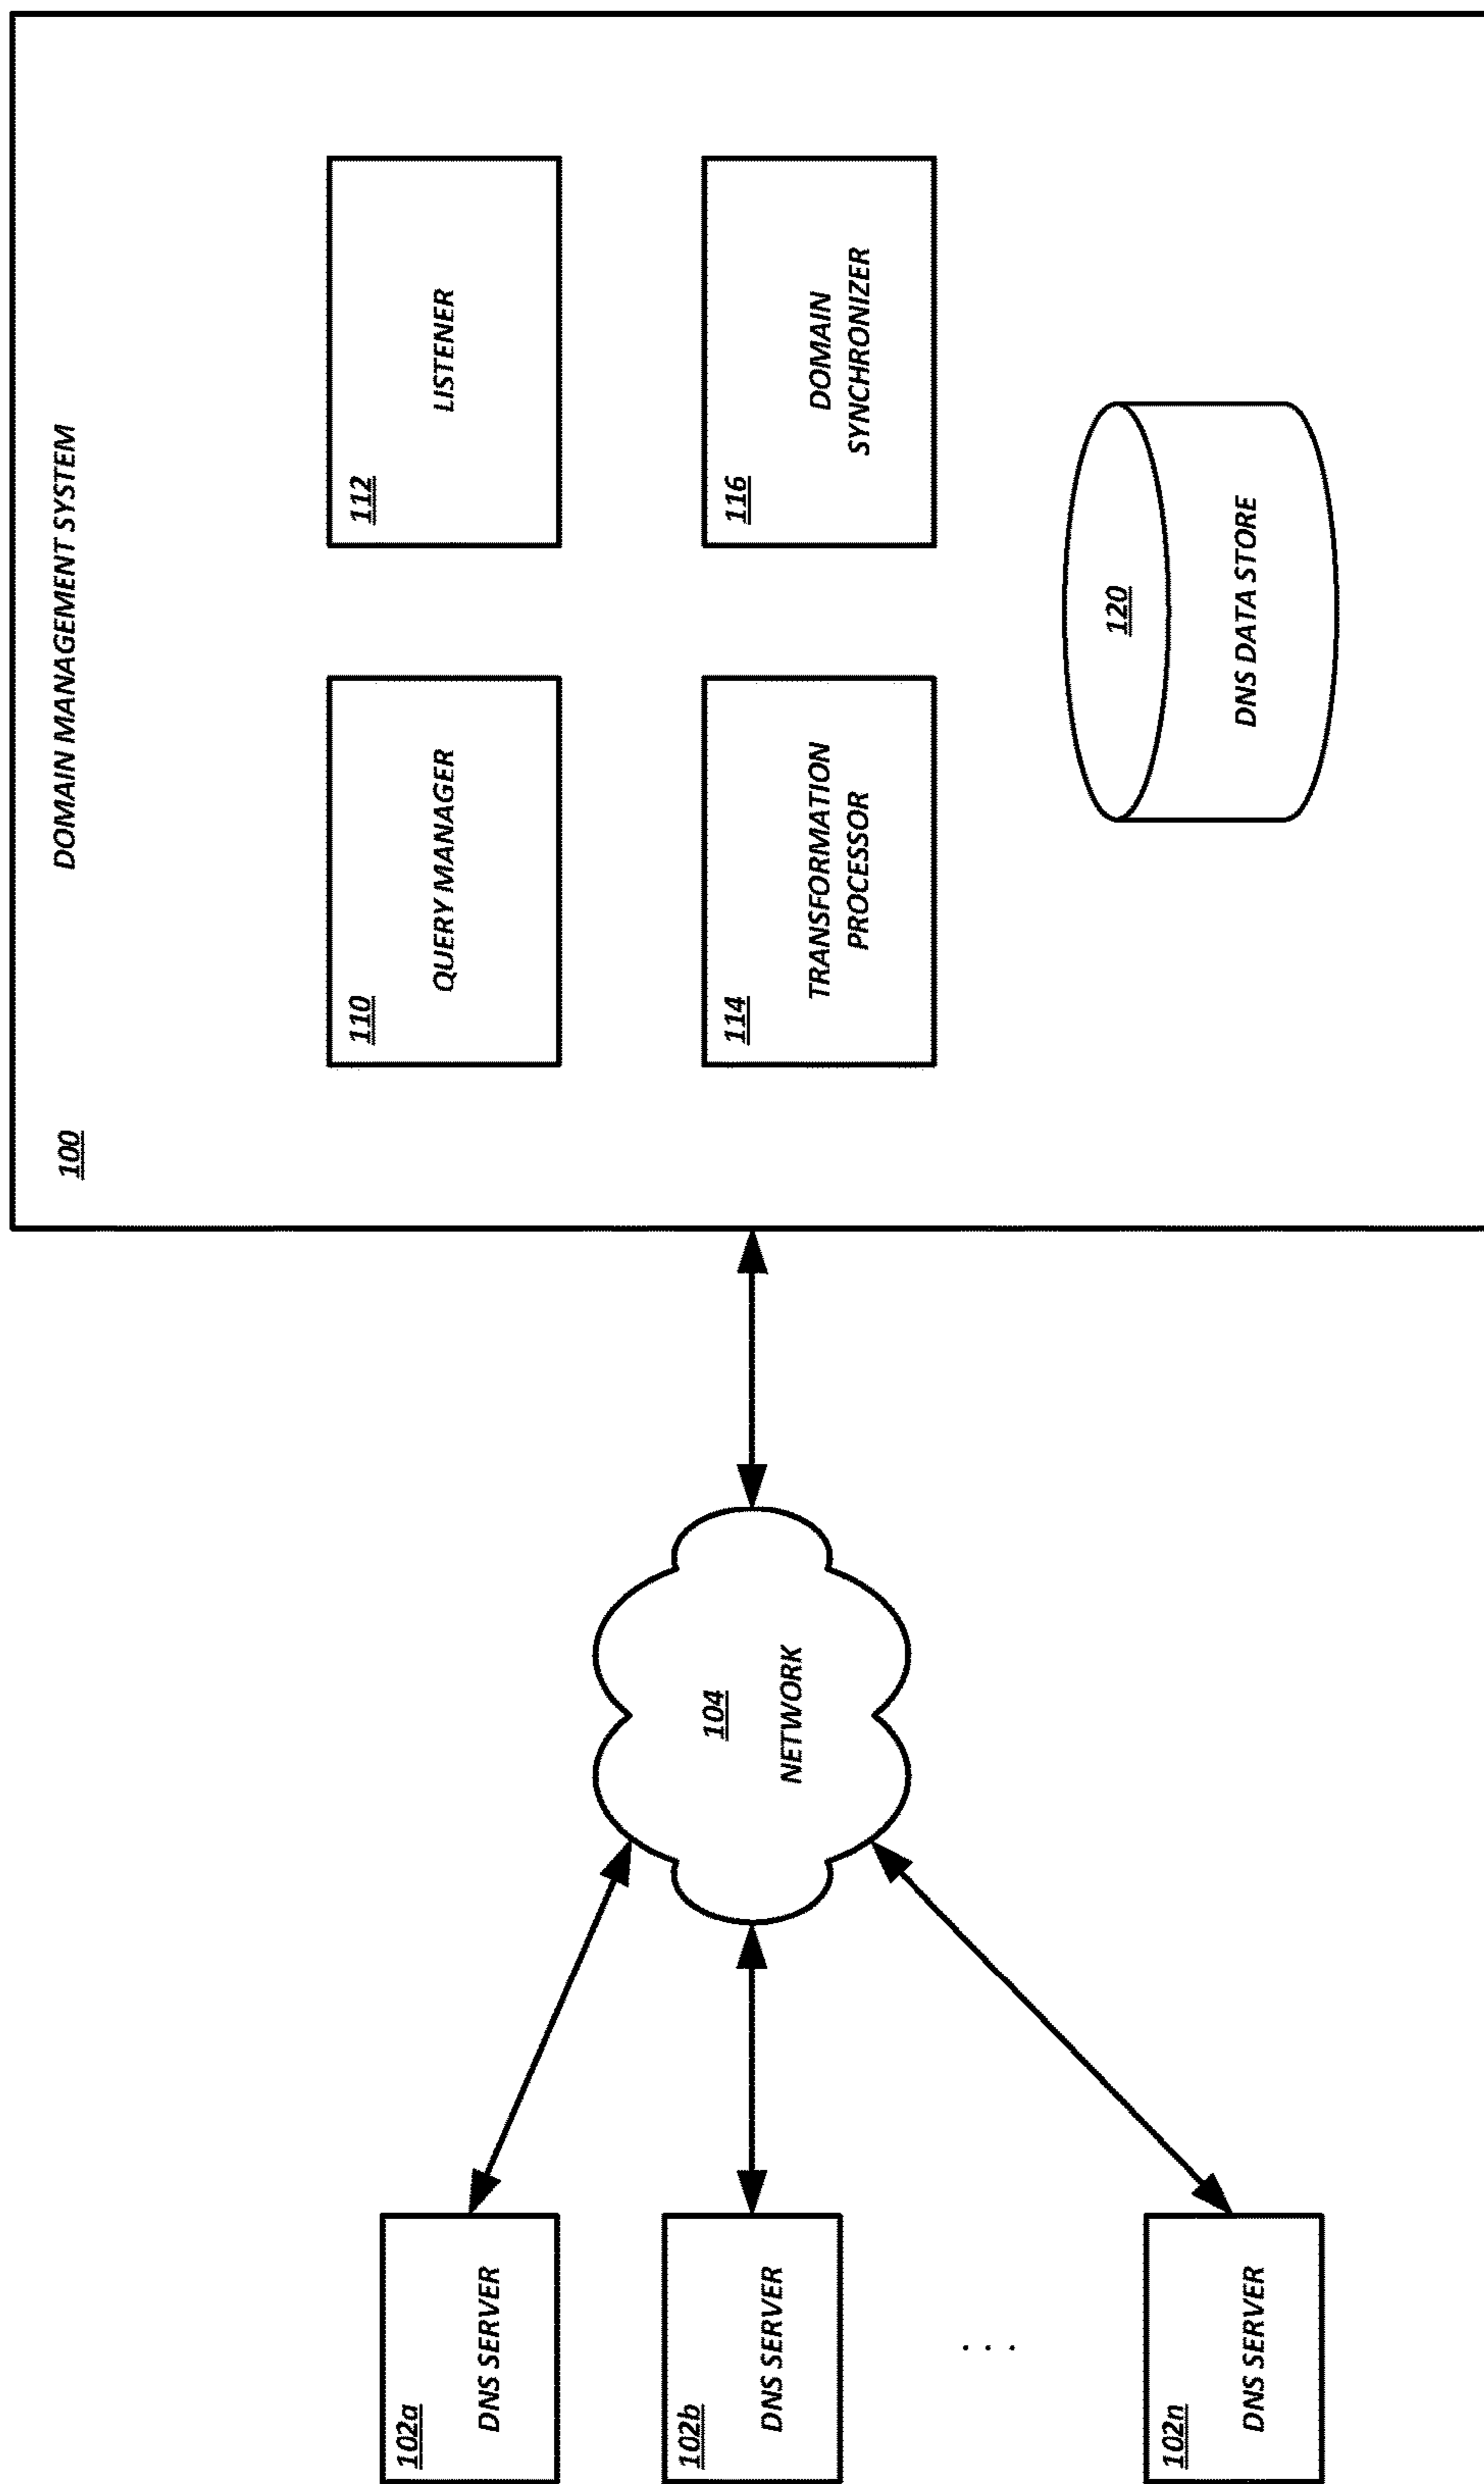 102a
DNS SERVER
102b
DNS SERVER
. . .
102n
DNS SERVER
104
NETWORK
100
DOMAIN MANAGEMENT SYSTEM
110
QUERY MANAGER
112
LISTENER
114
TRANSFORMATION
PROCESSOR
116
DOMAIN
SYNCHRONIZER
120
DNS DATA STORE